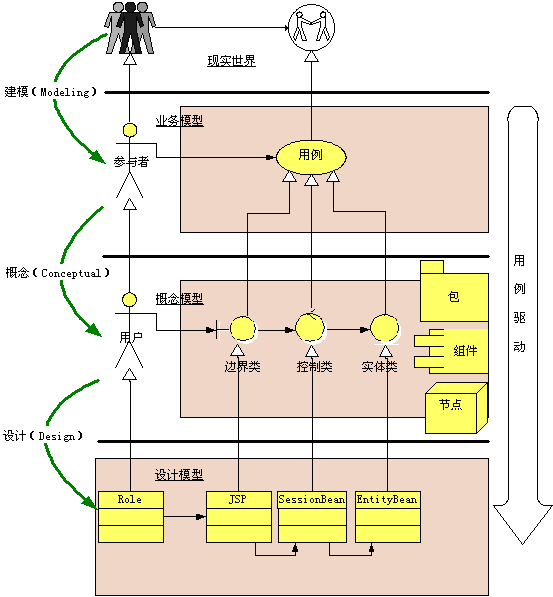 现实世界
建模(Modeling)
业务模型
参与者
用例
概念(Conceptual)
概念模型
包
用户
边界类
控制类
实体类
组件
节点
用例驱动
设计(Design)
设计模型
Role
JSP
SessionBean
EntityBean